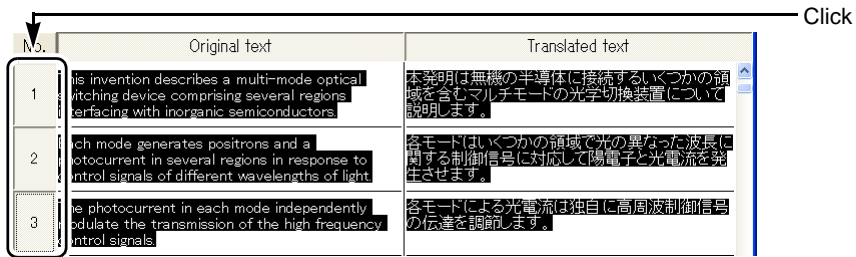 Click
No.
Original text
Translated text
1
This invention describes a multi-mode optical
switching device comprising several regions
interfacing with inorganic semiconductors.
本発明は無機の半導体に接続するいくつかの領
域を含むマルチモードの光学切換装置について
説明します。
2
Each mode generates positrons and a
photocurrent in several regions in response to
control signals of different wavelengths of light.
各モードはいくつかの領域で光の異なった波長に
関する制御信号に対応して陽電子と光電流を発
生させます。
3
The photocurrent in each mode independently
modulate the transmission of the high frequency
control signals.
各モードによる光電流は独自に高周波制御信号
の伝達を調節します。